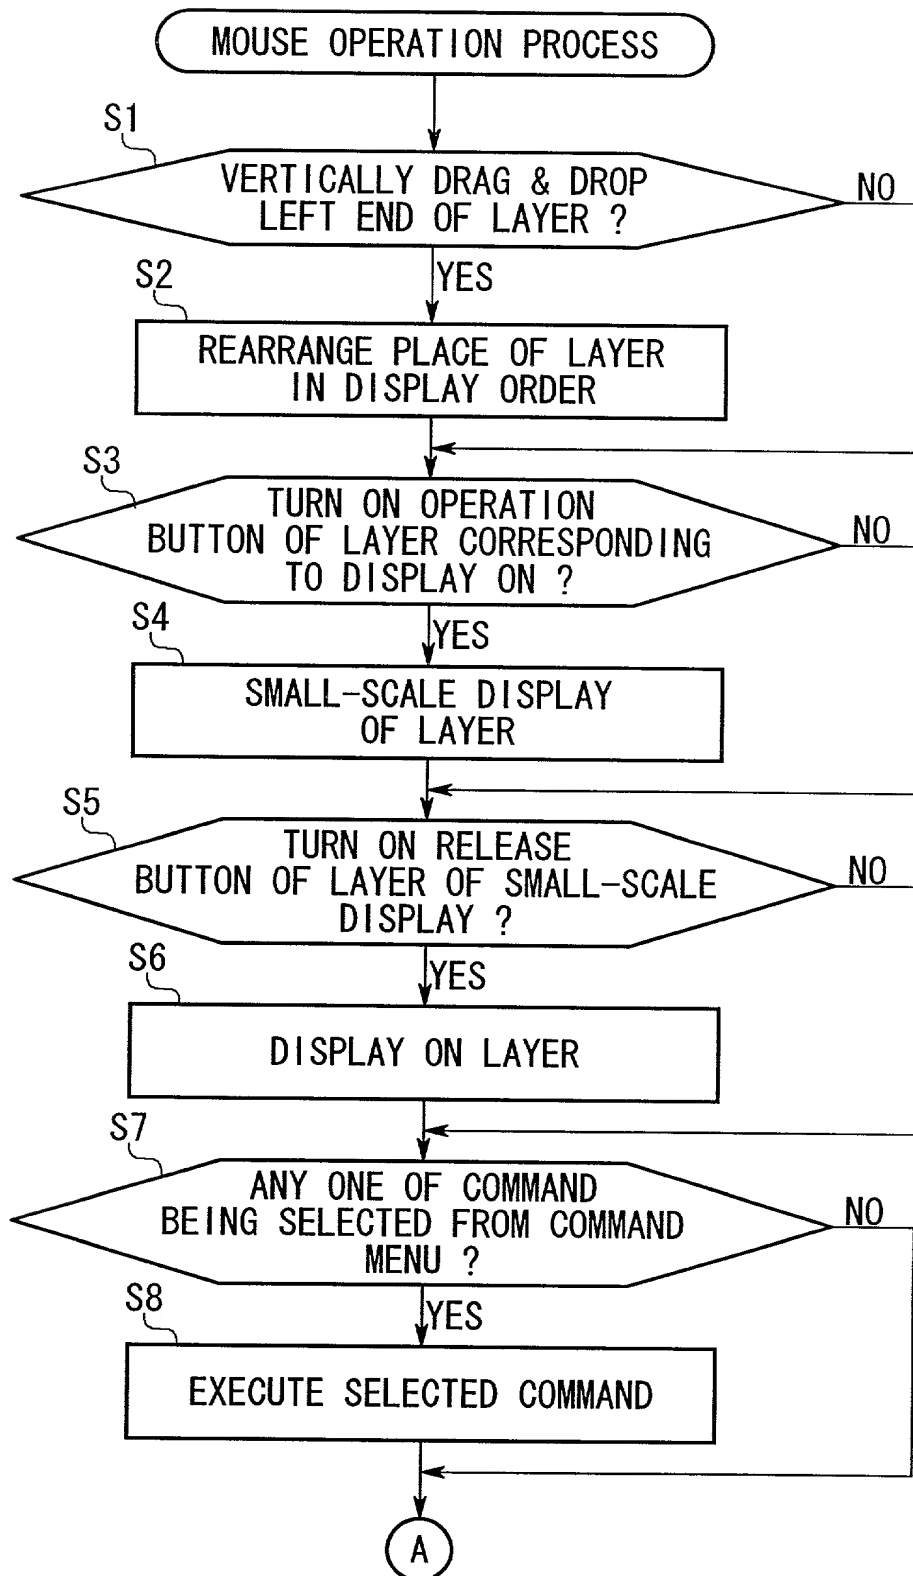 MOUSE OPERATION PROCESS
S1
VERTICALLY DRAG & DROP
LEFT END OF LAYER ?
NO
YES
S2
REARRANGE PLACE OF LAYER
IN DISPLAY ORDER
S3
TURN ON OPERATION
BUTTON OF LAYER CORRESPONDING
TO DISPLAY ON ?
NO
YES
S4
SMALL-SCALE DISPLAY
OF LAYER
S5
TURN ON RELEASE
BUTTON OF LAYER OF SMALL-SCALE
DISPLAY ?
NO
YES
S6
DISPLAY ON LAYER
S7
ANY ONE OF COMMAND
BEING SELECTED FROM COMMAND
MENU ?
NO
YES
S8
EXECUTE SELECTED COMMAND
A